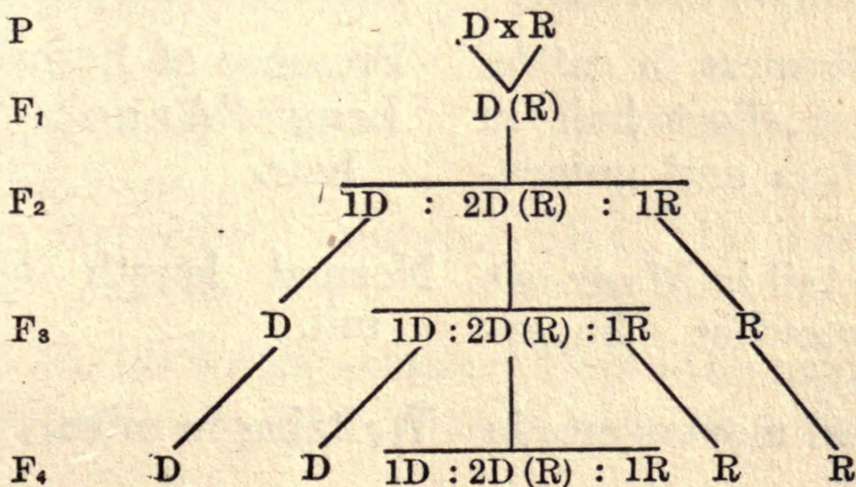 P D x R
F₁ D (R)
F₂ 1D : 2D (R) : 1R
F₃ D 1D : 2D (R) : 1R R
F₄ D D 1D : 2D (R) : 1R R R